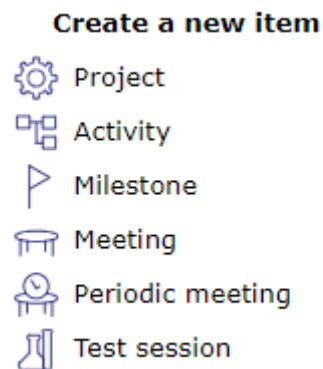 Create a new item
Project
Activity
Milestone
Meeting
Periodic meeting
Test session